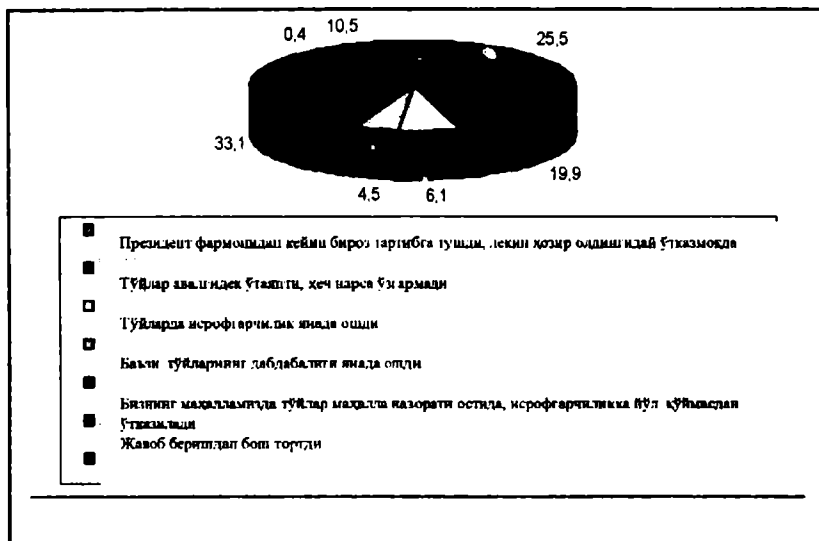 0,4
10,5
25,5
33,1
19,9
4,5
6,1
Президент фармонидан кейин бироз тартибга тушди, лекин ҳозир олдингидай ўтказмоқда
Тўйлар аввалгидек ўтаяпти, ҳеч нарса ўзгармади
Тўйларда исрофгарчилик янада ошди
Баъзи тўйларнинг дабдабалиги янада ошди
Бизнинг маҳалламизда тўйлар маҳалла назорати остида, исрофгарчиликка йўл қўймасдан
ўтказилади
Жавоб беришдан бош тортди